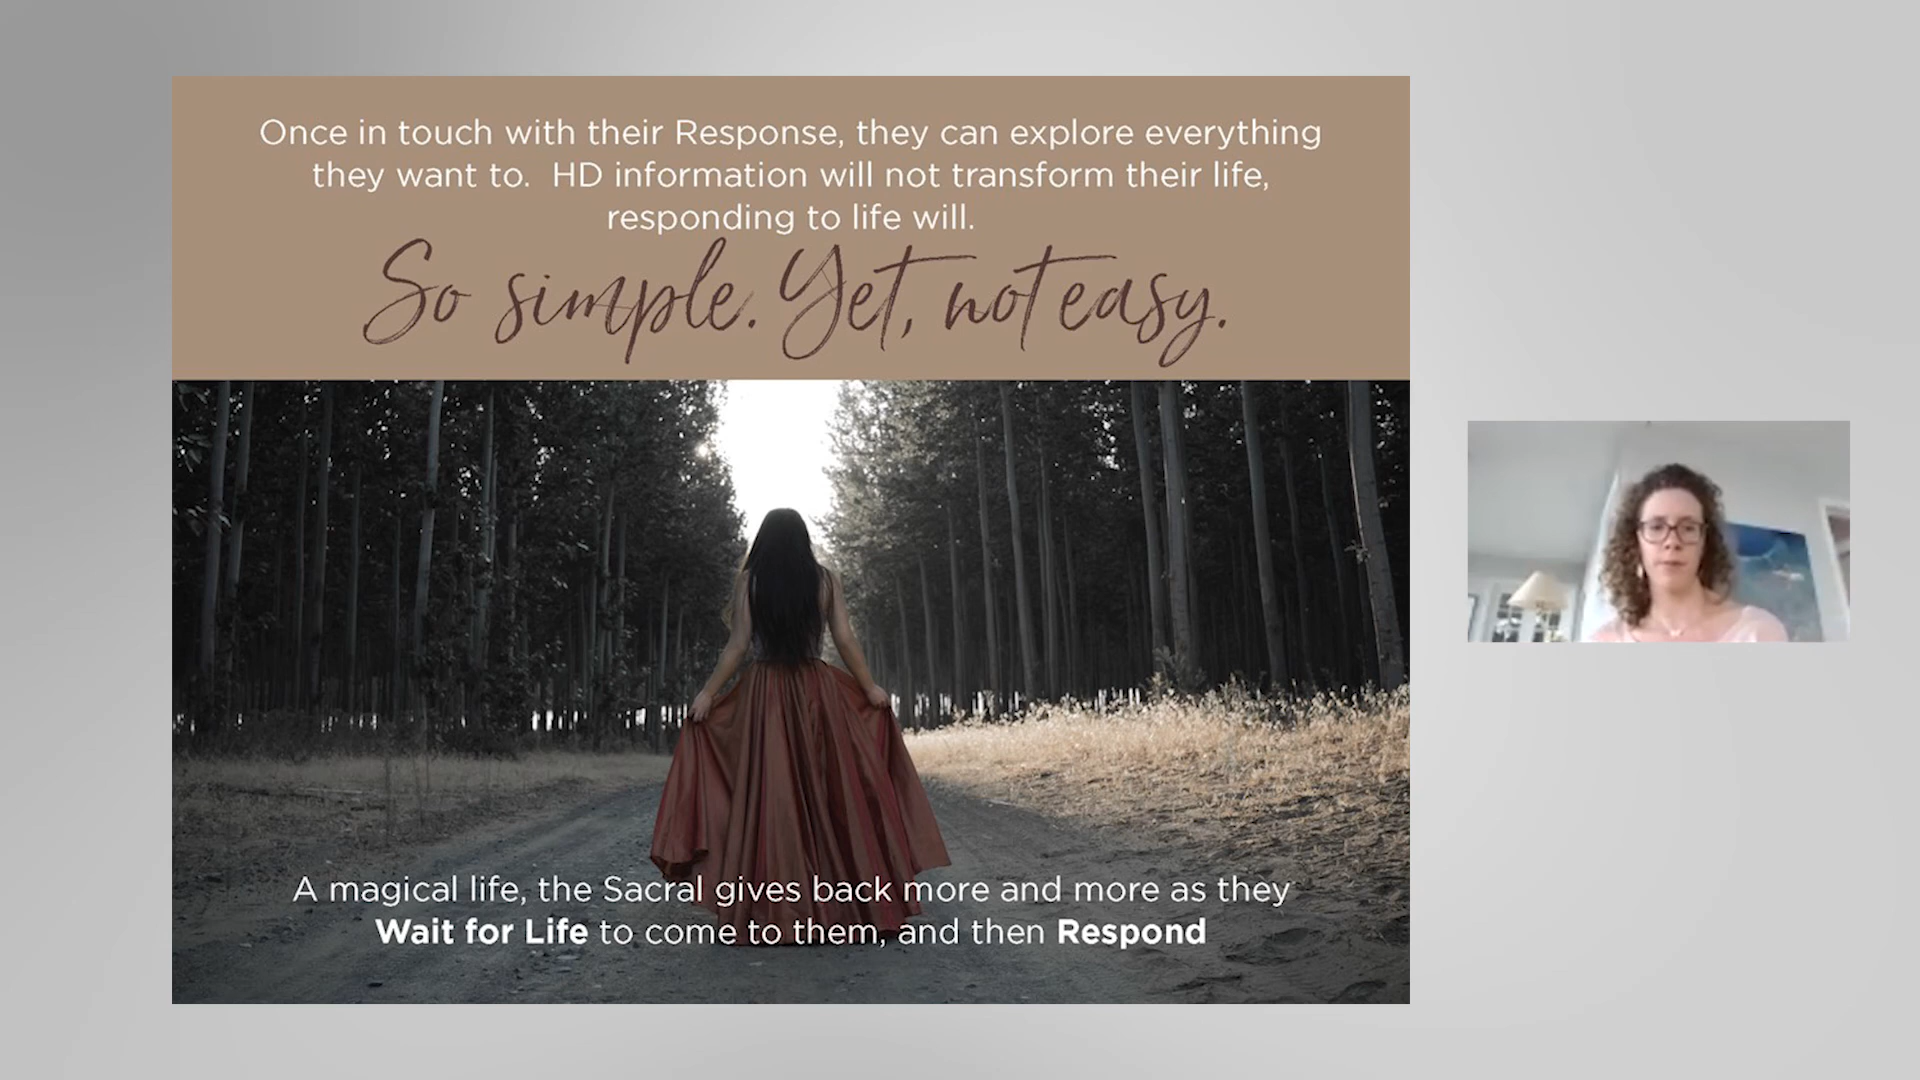 Once in touch with their Response, they can explore everything
they want to.  HD information will not transform their life,
responding to life will.
So simple. Yet, not easy.
A magical life, the Sacral gives back more and more as they
Wait for Life to come to them, and then Respond